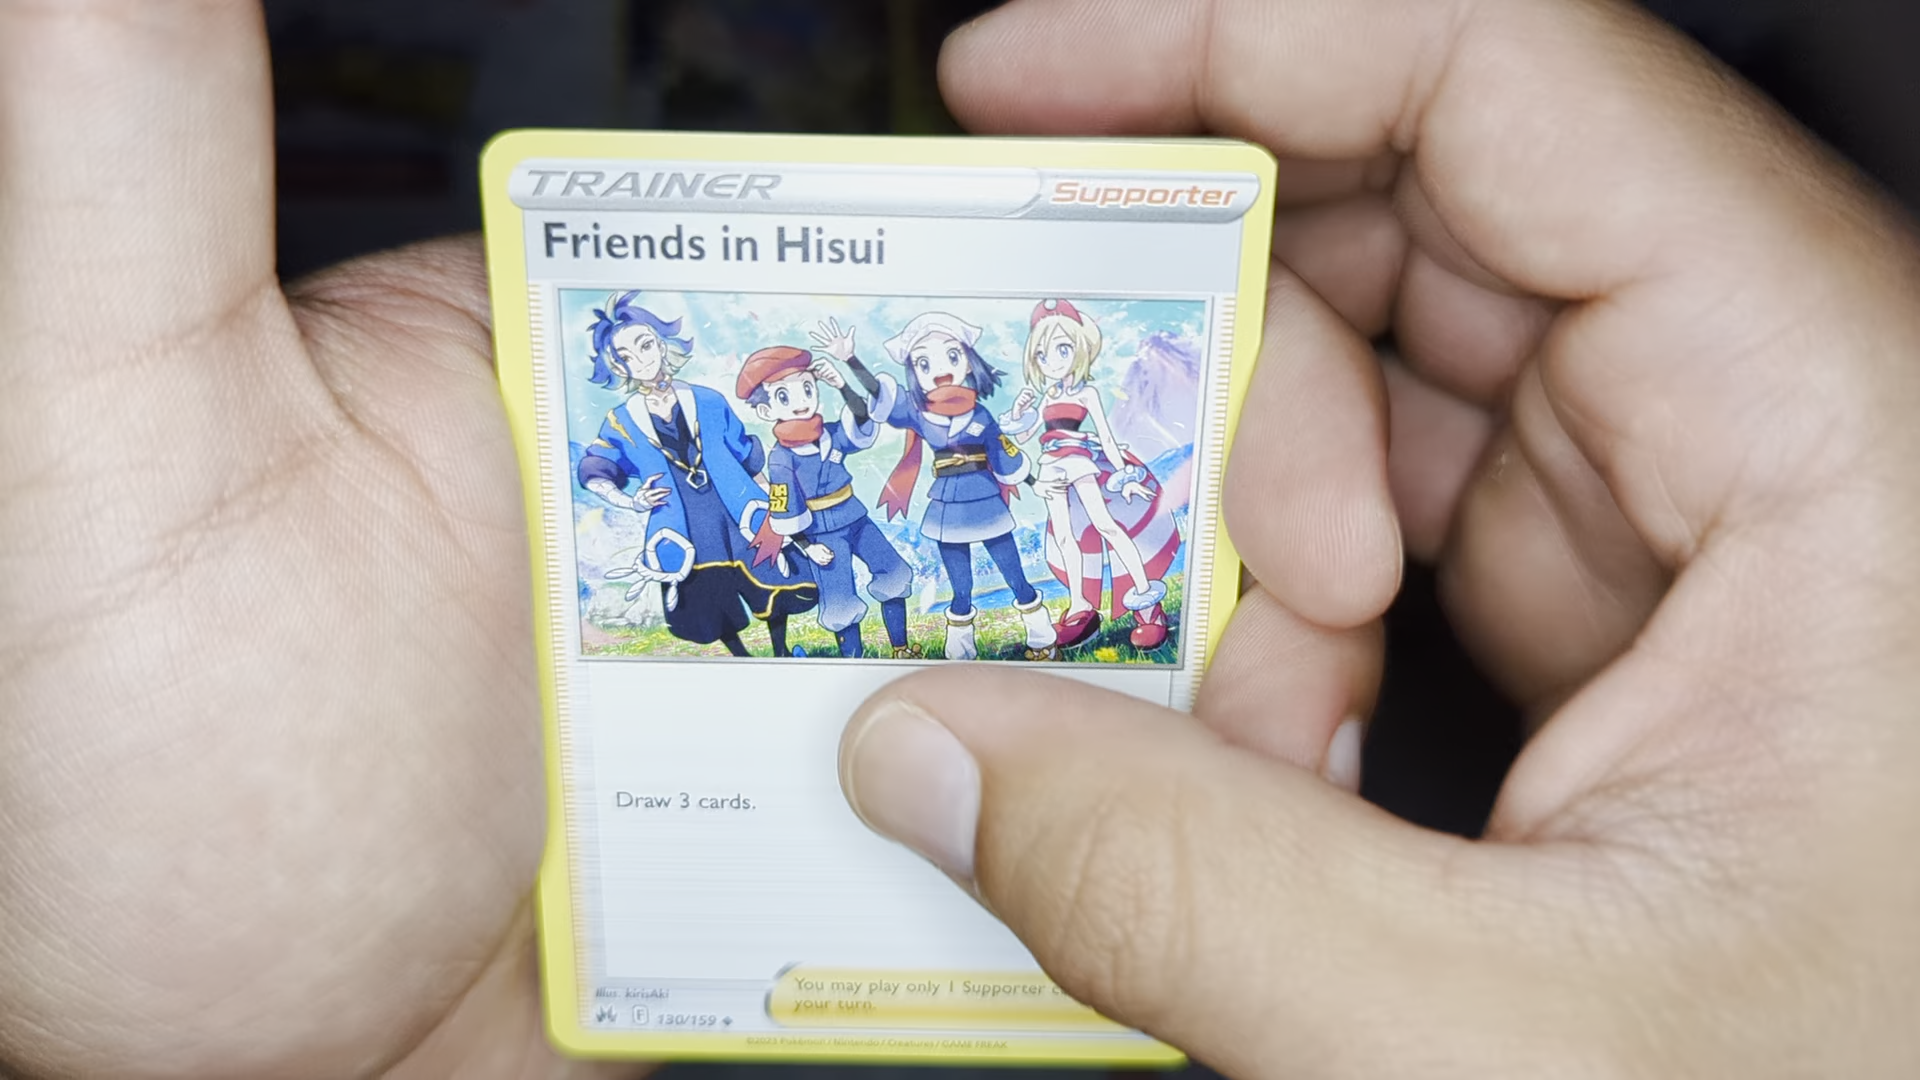 TRAINER
Supporter
Friends in Hisui
Draw 3 cards.
You may play only 1 Supporter
your turn.
Illus. kirisAki
F 130/159
©2023 Pokémon / Nintendo / Creatures / GAME FREAK